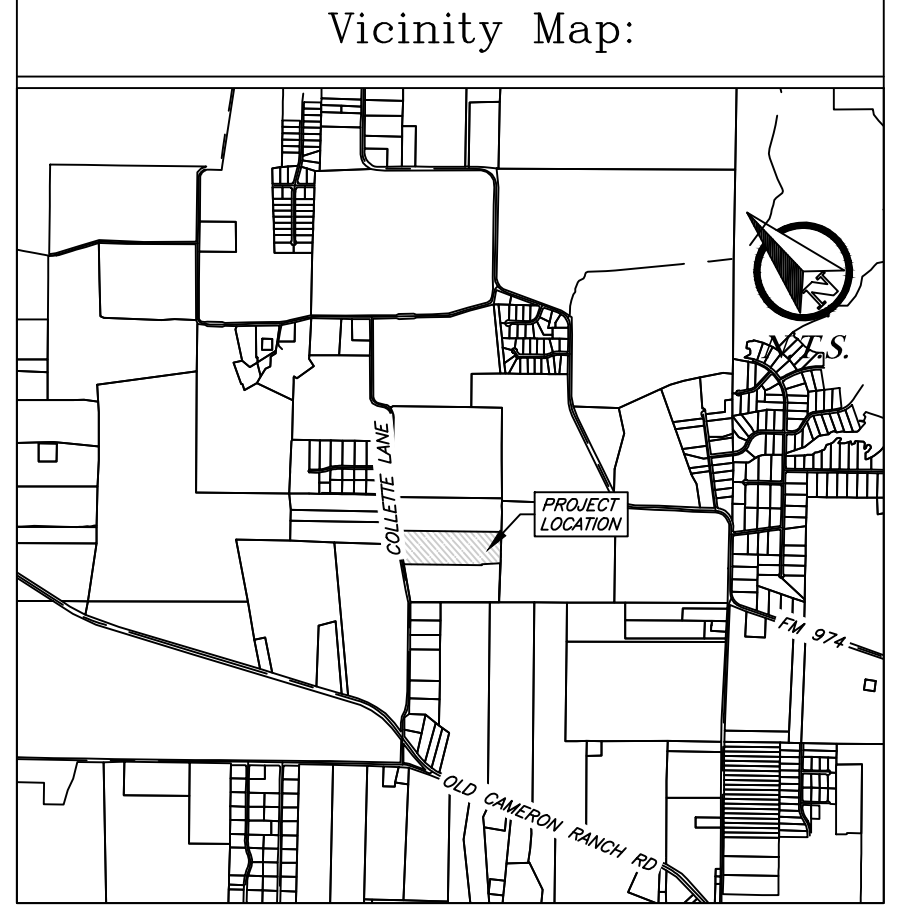 Vicinity Map:
N
N.T.S.
COLLETTE LANE
PROJECT
LOCATION
FM 974
OLD CAMERON RANCH RD